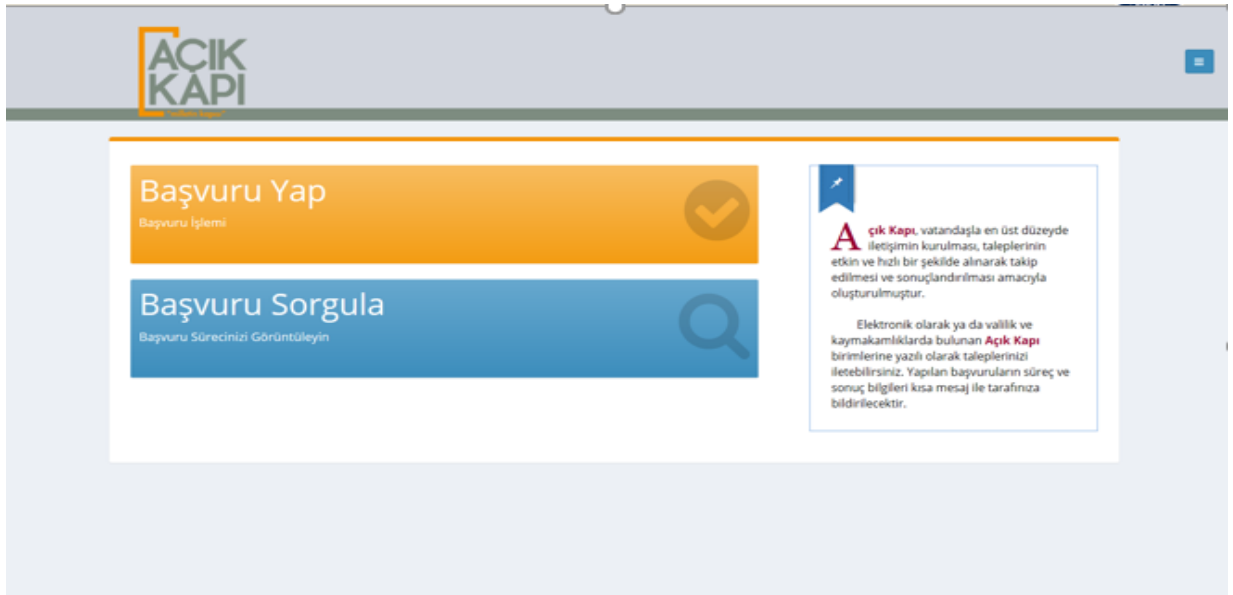 AÇIK
KAPI
Başvuru Yap
Başvuru İşlemi
Başvuru Sorgula
Başvuru Sürecinizi Görüntüleyin
Açık Kapı, vatandaşla en üst düzeyde
iletişimin kurulması, taleplerinin
etkin ve hızlı bir şekilde alınarak takip
edilmesi ve sonuçlandırılması amacıyla
oluşturulmuştur.
Elektronik olarak ya da valilik ve
kaymakamlıklarda bulunan Açık Kapı
birimlerine yazılı olarak taleplerinizi
iletebilirsiniz. Yapılan başvuruların süreç ve
sonuç bilgileri kısa mesaj ile tarafınıza
bildirilecektir.